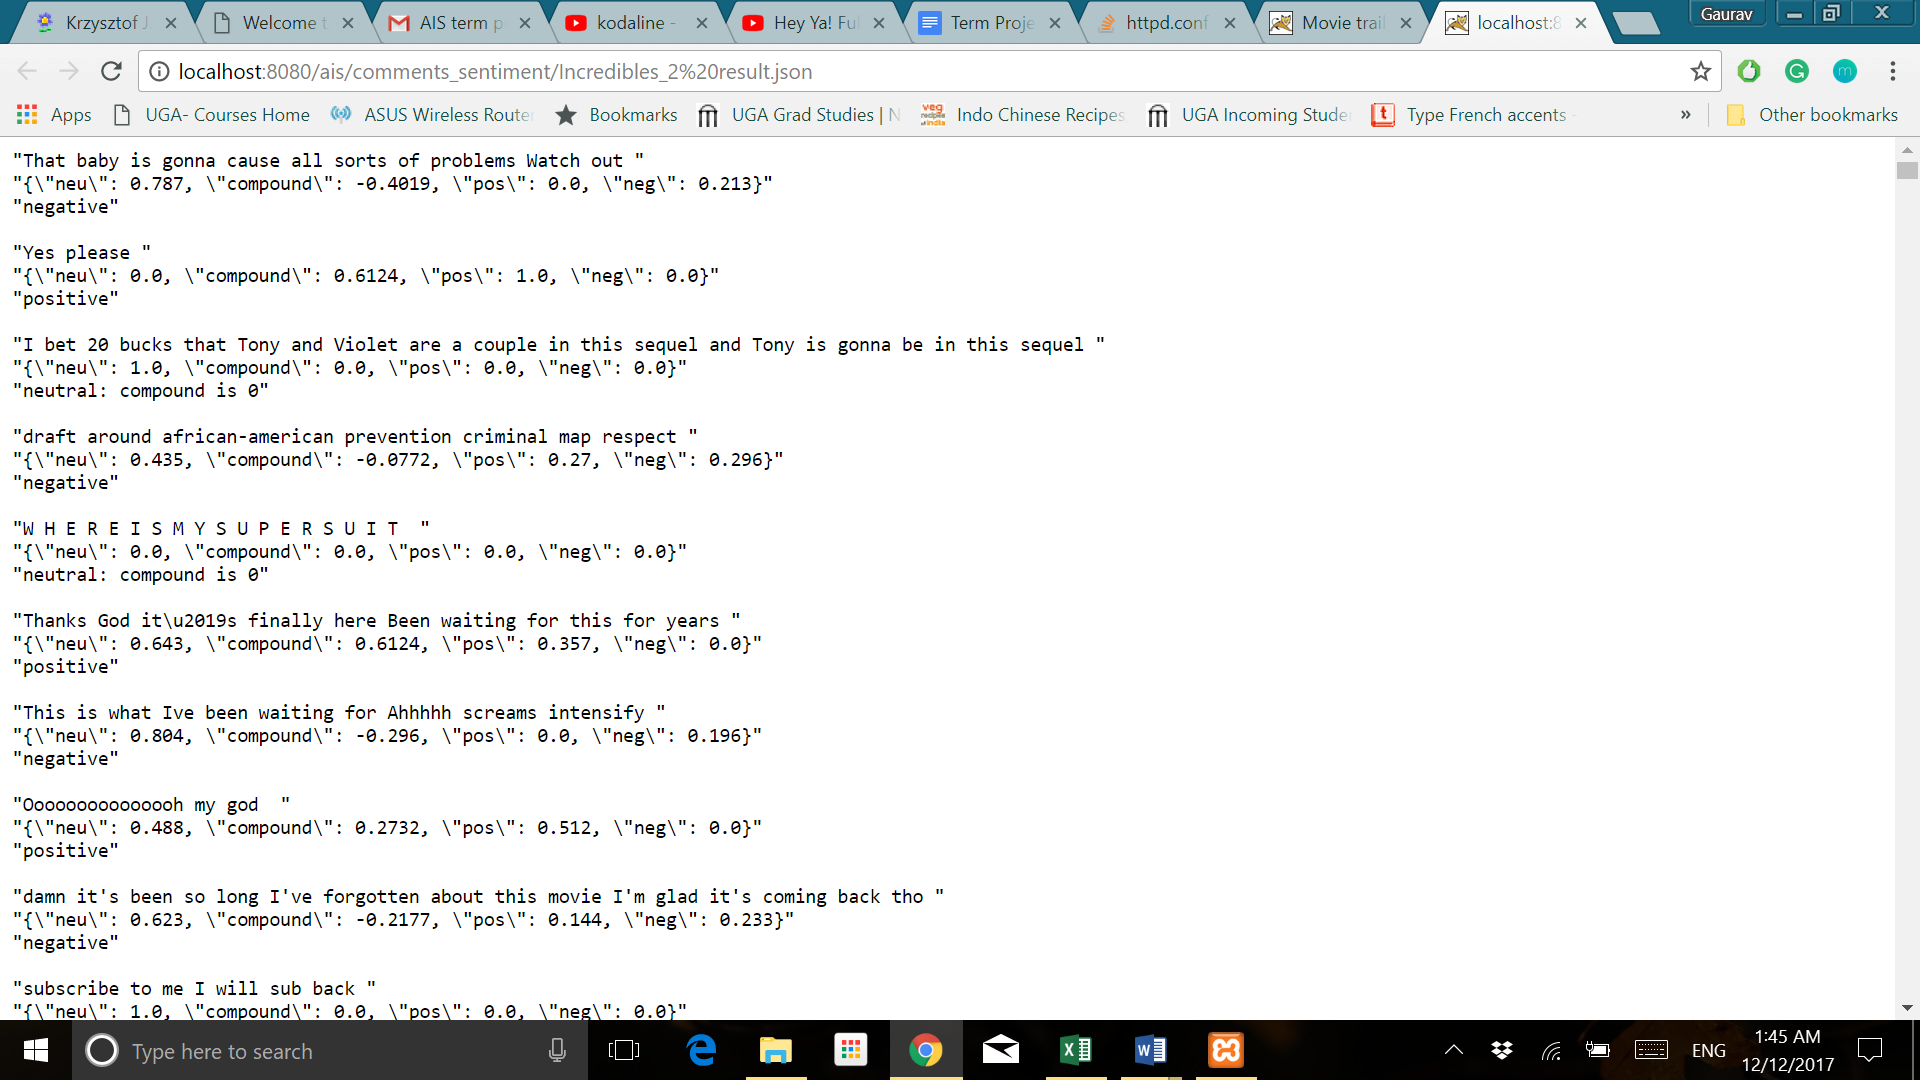 Krzysztof J
Welcome t
AIS term p
kodaline -
Hey Ya! Ful
Term Proje
httpd.conf
Movie trail
localhost:8
Gaurav
localhost:8080/ais/comments_sentiment/Incredibles_2%20result.json
Apps
UGA- Courses Home
ASUS Wireless Router
Bookmarks
UGA Grad Studies | N
Indo Chinese Recipes
UGA Incoming Studen
Type French accents -
»
Other bookmarks
"That baby is gonna cause all sorts of problems Watch out "
"{\"neu\": 0.787, \"compound\": -0.4019, \"pos\": 0.0, \"neg\": 0.213}"
"negative"
"Yes please "
"{\"neu\": 0.0, \"compound\": 0.6124, \"pos\": 1.0, \"neg\": 0.0}"
"positive"
"I bet 20 bucks that Tony and Violet are a couple in this sequel and Tony is gonna be in this sequel "
"{\"neu\": 1.0, \"compound\": 0.0, \"pos\": 0.0, \"neg\": 0.0}"
"neutral: compound is 0"
"draft around african-american prevention criminal map respect "
"{\"neu\": 0.435, \"compound\": -0.0772, \"pos\": 0.27, \"neg\": 0.296}"
"negative"
"W H E R E I S M Y S U P E R S U I T  "
"{\"neu\": 0.0, \"compound\": 0.0, \"pos\": 0.0, \"neg\": 0.0}"
"neutral: compound is 0"
"Thanks God it\u2019s finally here Been waiting for this for years "
"{\"neu\": 0.643, \"compound\": 0.6124, \"pos\": 0.357, \"neg\": 0.0}"
"positive"
"This is what Ive been waiting for Ahhhhh screams intensify "
"{\"neu\": 0.804, \"compound\": -0.296, \"pos\": 0.0, \"neg\": 0.196}"
"negative"
"Oooooooooooooh my god  "
"{\"neu\": 0.488, \"compound\": 0.2732, \"pos\": 0.512, \"neg\": 0.0}"
"positive"
"damn it's been so long I've forgotten about this movie I'm glad it's coming back tho "
"{\"neu\": 0.623, \"compound\": -0.2177, \"pos\": 0.144, \"neg\": 0.233}"
"negative"
"subscribe to me I will sub back "
"{\"neu\": 1.0, \"compound\": 0.0, \"pos\": 0.0, \"neg\": 0.0}"
Type here to search
ENG
1:45 AM
12/12/2017